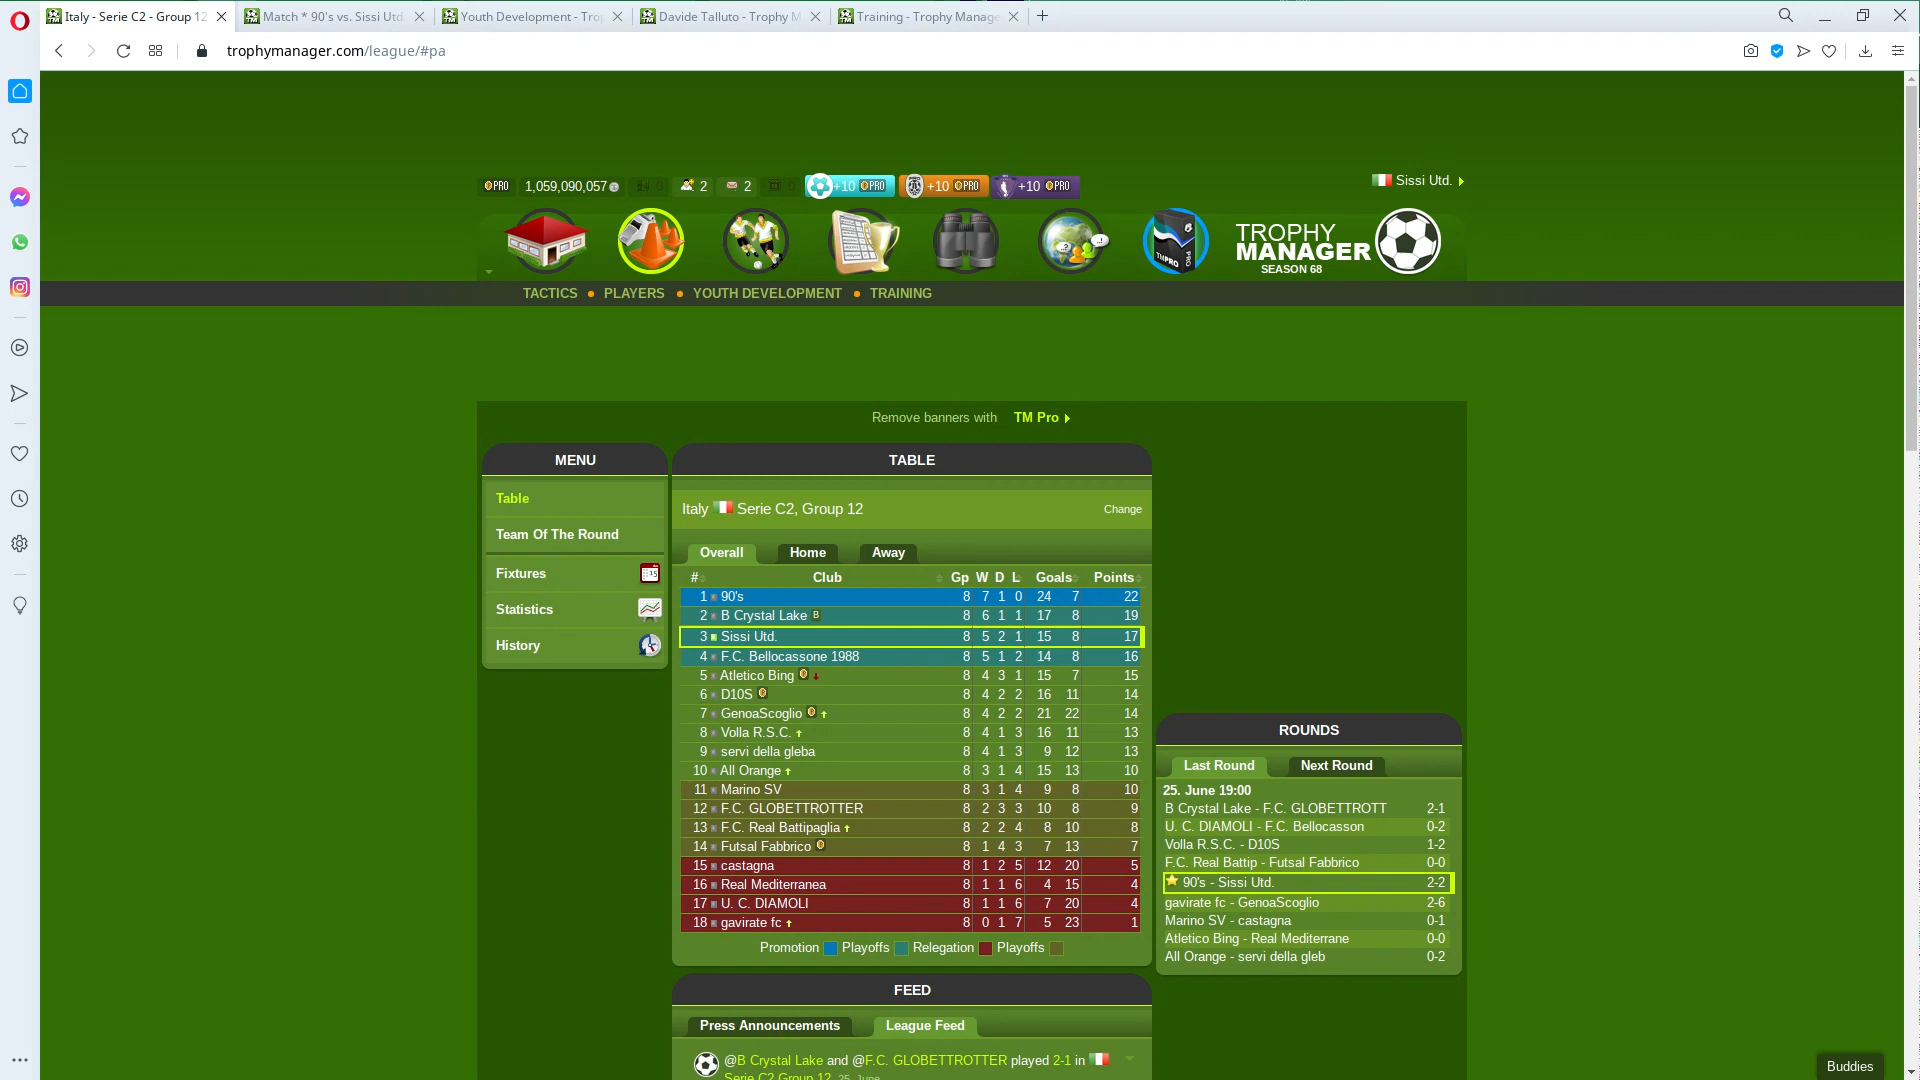 Italy - Serie C2 - Group 12
Match * 90's vs. Sissi Utd.
Youth Development - Trop
Davide Talluto - Trophy M
Training - Trophy Manage
trophymanager.com/league/#pa
PRO 1,059,090,057 0 2 2 0 +10 PRO +10 PRO +10 PRO
Sissi Utd.
TROPHY
MANAGER
SEASON 68
TACTICS PLAYERS YOUTH DEVELOPMENT TRAINING
Remove banners with TM Pro
MENU
Table
Team Of The Round
Fixtures
Statistics
History
TABLE
Italy Serie C2, Group 12 Change
Overall Home Away
# Club Gp W D L Goals Points
1 90's 8 7 1 0 24 7 22
2 B Crystal Lake B 8 6 1 1 17 8 19
3 Sissi Utd. 8 5 2 1 15 8 17
4 F.C. Bellocassone 1988 8 5 1 2 14 8 16
5 Atletico Bing 8 4 3 1 15 7 15
6 D10S 8 4 2 2 16 11 14
7 GenoaScoglio 8 4 2 2 21 22 14
8 Volla R.S.C. 8 4 1 3 16 11 13
9 servi della gleba 8 4 1 3 9 12 13
10 All Orange 8 3 1 4 15 13 10
11 Marino SV 8 3 1 4 9 8 10
12 F.C. GLOBETTROTTER 8 2 3 3 10 8 9
13 F.C. Real Battipaglia 8 2 2 4 8 10 8
14 Futsal Fabbrico 8 1 4 3 7 13 7
15 castagna 8 1 2 5 12 20 5
16 Real Mediterranea 8 1 1 6 4 15 4
17 U. C. DIAMOLI 8 1 1 6 7 20 4
18 gavirate fc 8 0 1 7 5 23 1
Promotion Playoffs Relegation Playoffs
ROUNDS
Last Round Next Round
25. June 19:00
B Crystal Lake - F.C. GLOBETTROTT 2-1
U. C. DIAMOLI - F.C. Bellocasson 0-2
Volla R.S.C. - D10S 1-2
F.C. Real Battip - Futsal Fabbrico 0-0
90's - Sissi Utd. 2-2
gavirate fc - GenoaScoglio 2-6
Marino SV - castagna 0-1
Atletico Bing - Real Mediterrane 0-0
All Orange - servi della gleb 0-2
FEED
Press Announcements League Feed
@B Crystal Lake and @F.C. GLOBETTROTTER played 2-1 in
Serie C2 Group 12 25. June
Buddies